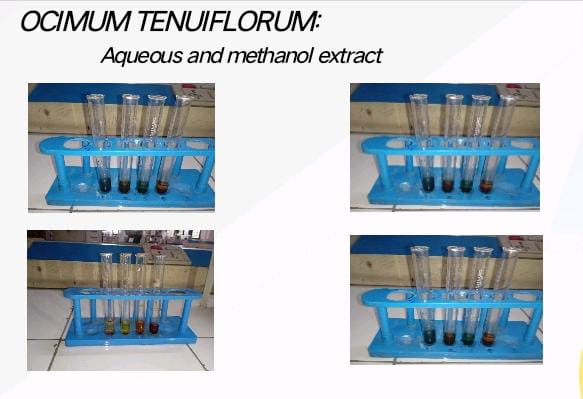 OCIMUM TENUIFLORUM:
Aqueous and methanol extract